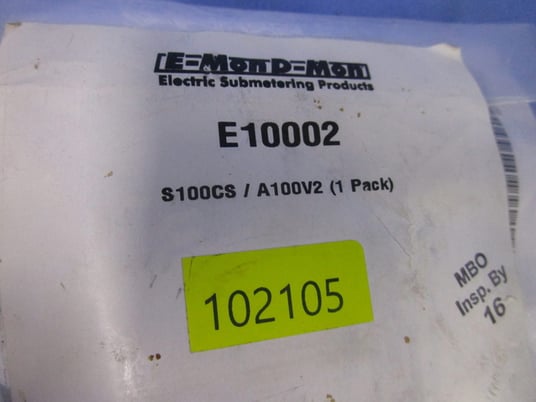 E-Mon D-Mon
Electric Submetering Products
E10002
S100CS / A100V2 (1 Pack)
102105
MBO
Insp. By
16